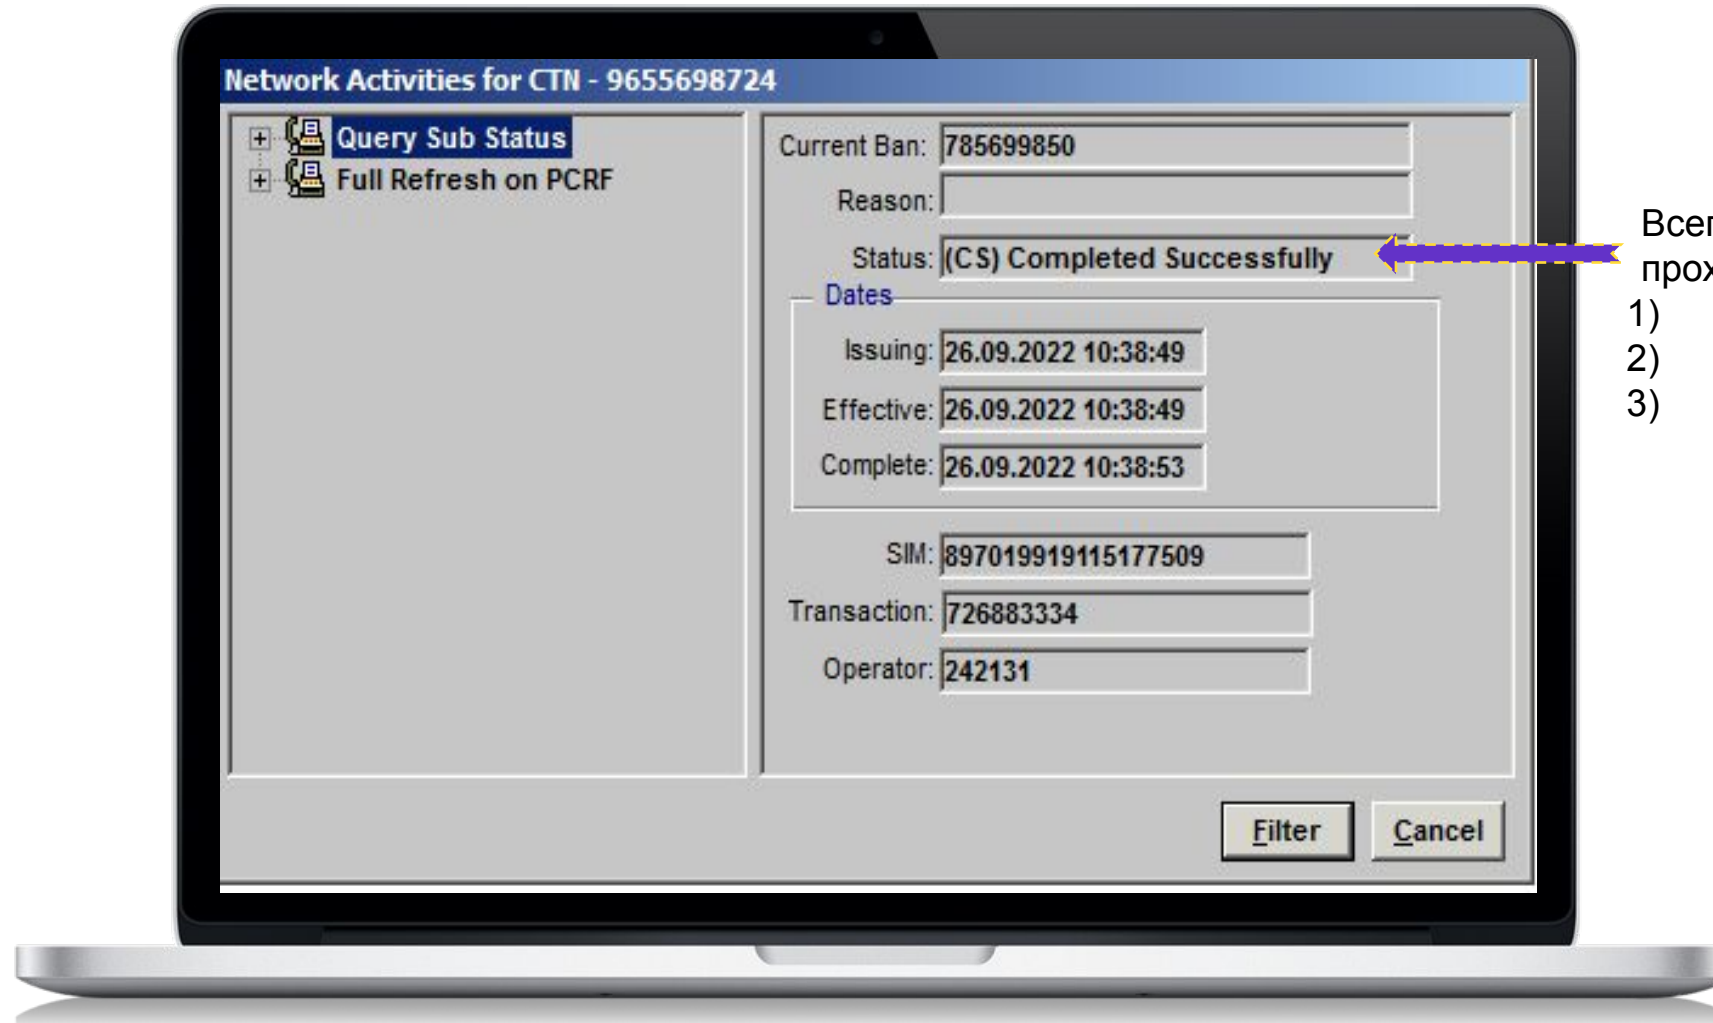 Network Activities for CTN - 9655698724
Query Sub Status
Full Refresh on PCRF
Current Ban: 785699850
Reason:
Status: (CS) Completed Successfully
Dates
Issuing: 26.09.2022 10:38:49
Effective: 26.09.2022 10:38:49
Complete: 26.09.2022 10:38:53
SIM: 897019919115177509
Transaction: 726883334
Operator: 242131
Filter Cancel
1)
2)
3)